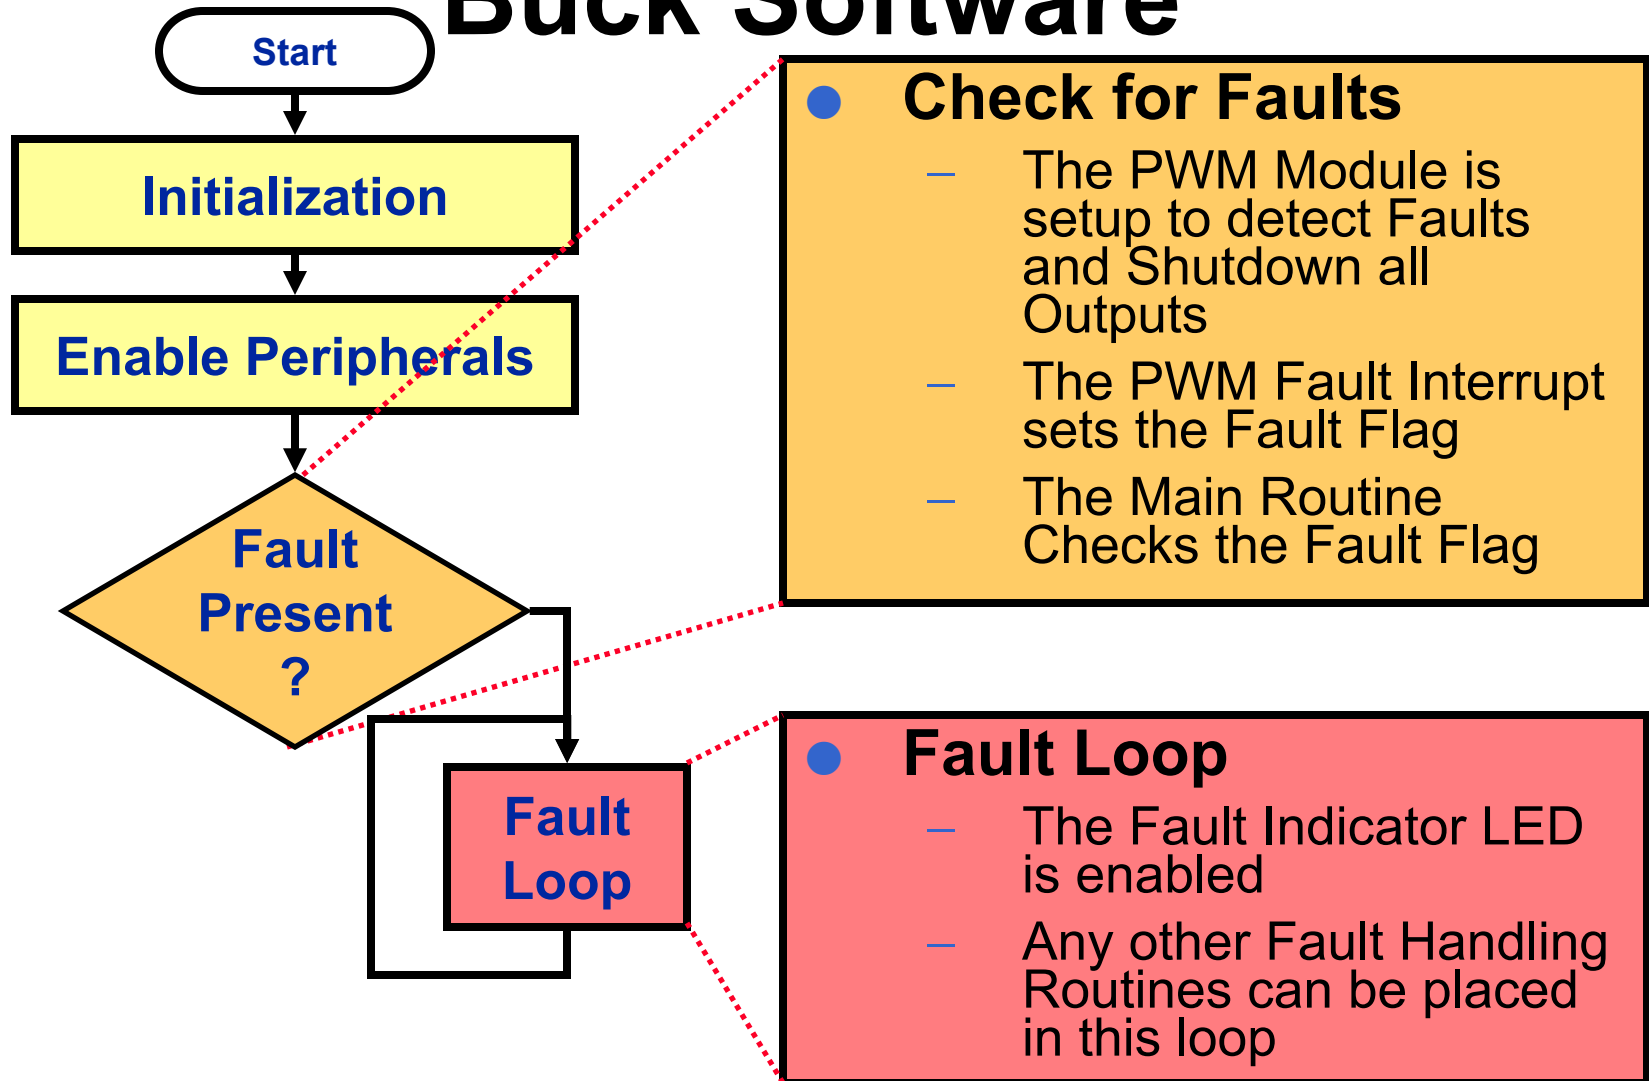 Buck Software
Start
Initialization
Enable Peripherals
Fault
Present
?
Fault
Loop
● Check for Faults
– The PWM Module is
setup to detect Faults
and Shutdown all
Outputs
– The PWM Fault Interrupt
sets the Fault Flag
– The Main Routine
Checks the Fault Flag
● Fault Loop
– The Fault Indicator LED
is enabled
– Any other Fault Handling
Routines can be placed
in this loop